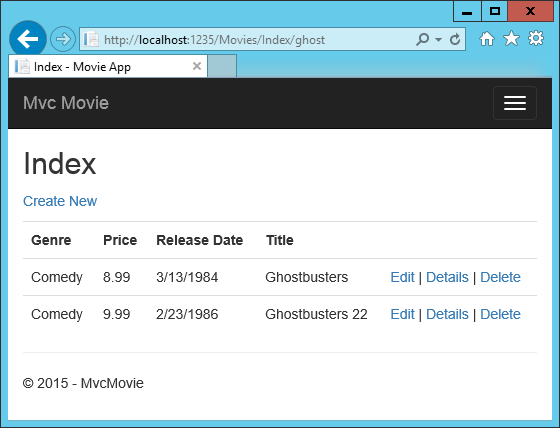 http://localhost:1235/Movies/Index/ghost
Index - Movie App
Mvc Movie
Index
Create New
Genre Price Release Date Title
Comedy 8.99 3/13/1984 Ghostbusters Edit | Details | Delete
Comedy 9.99 2/23/1986 Ghostbusters 22 Edit | Details | Delete
© 2015 - MvcMovie